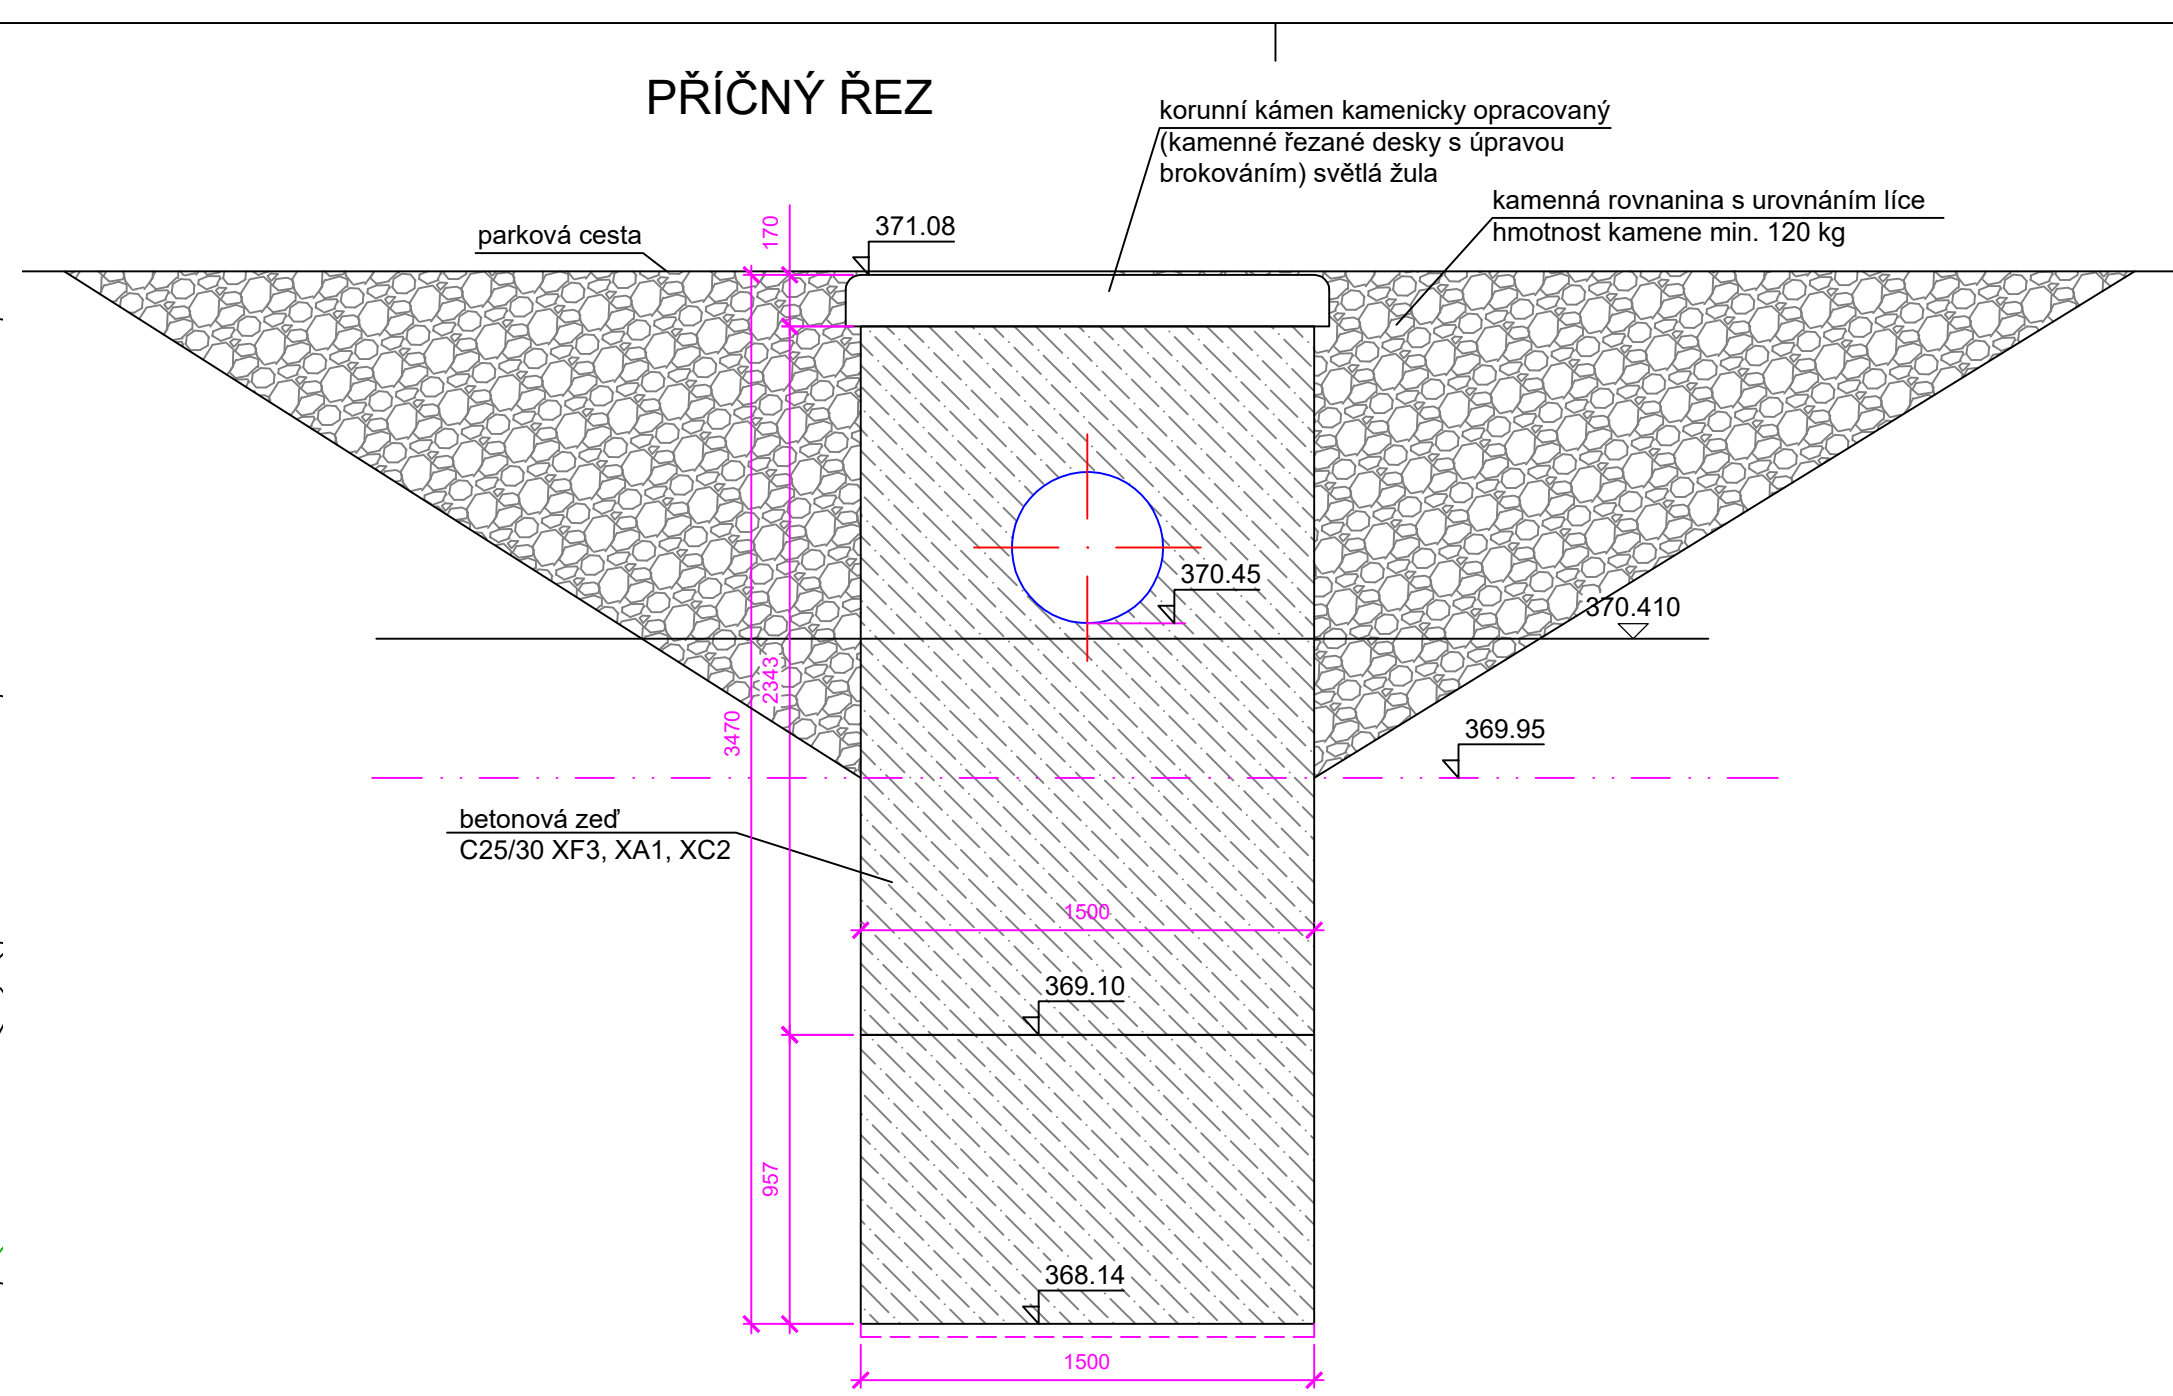 PŘÍČNÝ ŘEZ
korunní kámen kamenicky opracovaný
(kamenné řezané desky s úpravou
brokováním) světlá žula
kamenná rovnanina s urovnáním líce
hmotnost kamene min. 120 kg
parková cesta
170
371.08
370.45
370.410
2343
3470
369.95
betonová zeď
C25/30 XF3, XA1, XC2
1500
369.10
957
368.14
1500